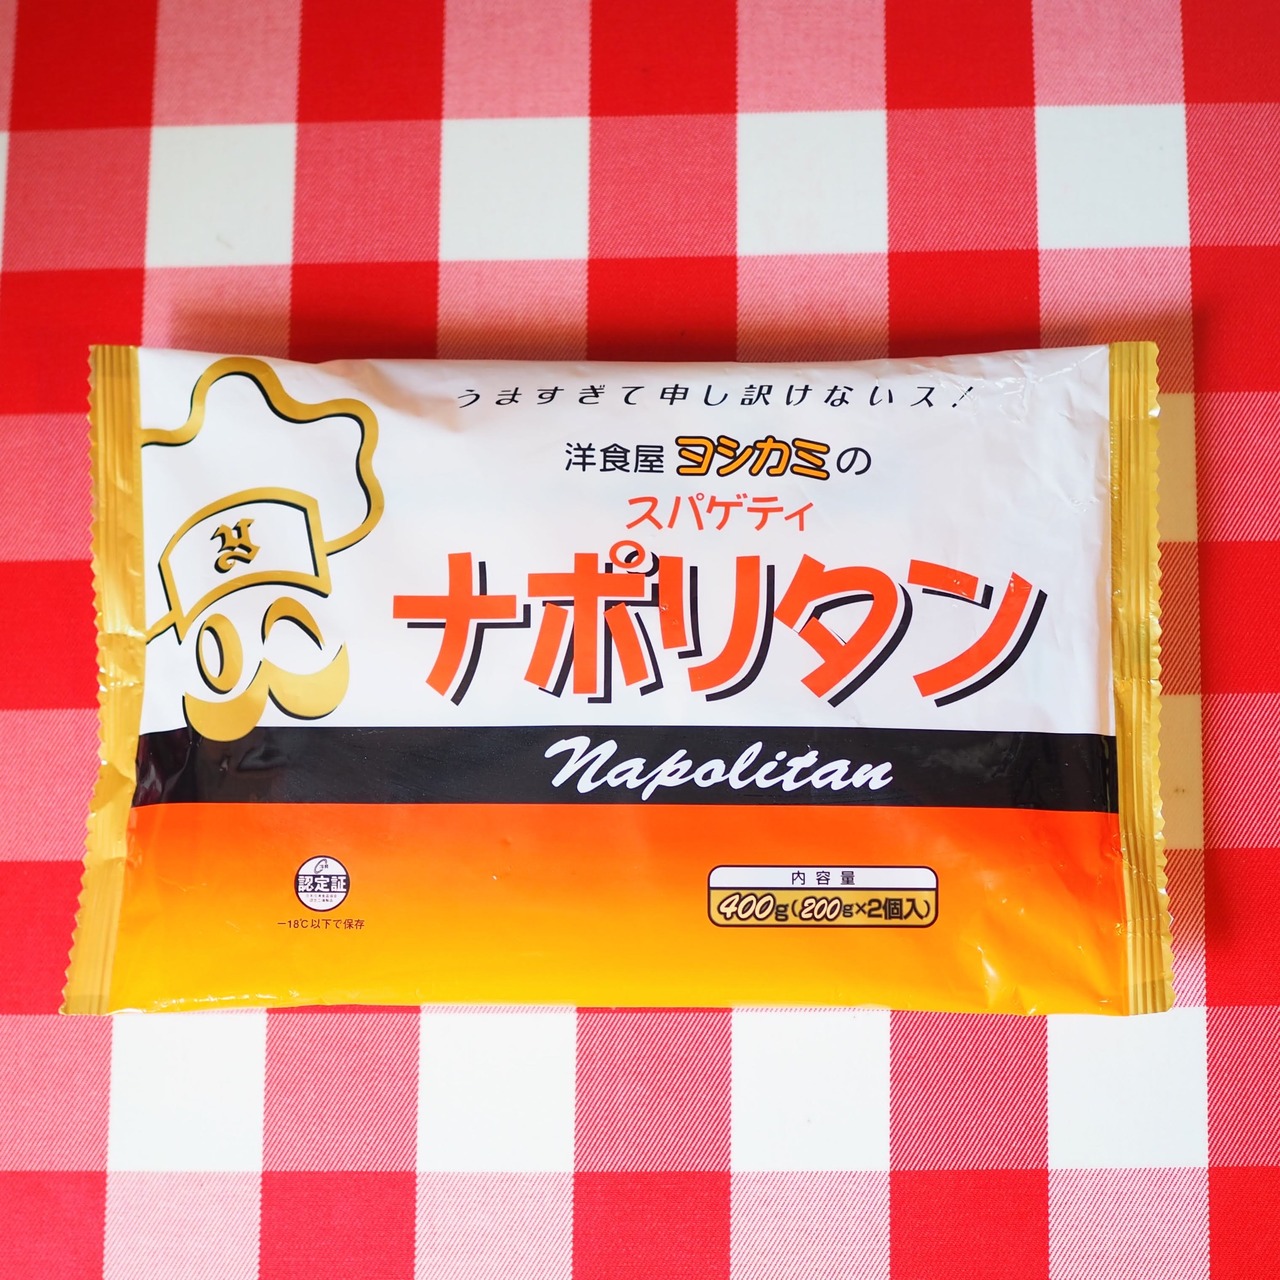 うますぎて申し訳けないス!
洋食屋ヨシカミの
スパゲティ
ナポリタン
Napolitan
Y
認定証
-18℃以下で保存
内容量
400g(200g×2個入)